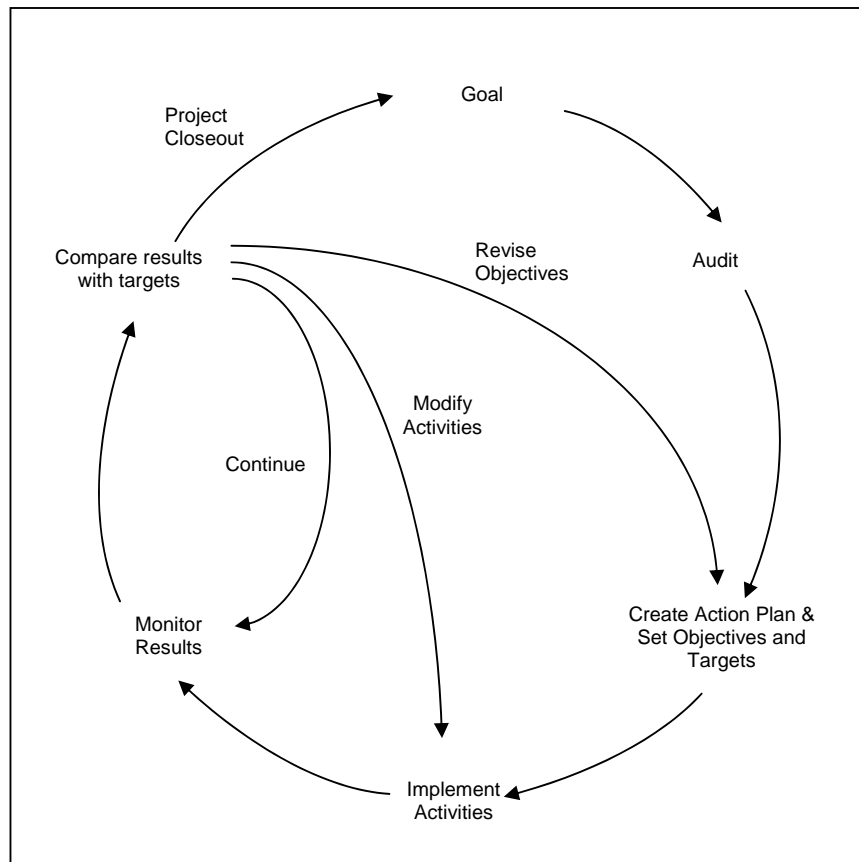 Goal
Project
Closeout
Revise
Objectives
Audit
Compare results
with targets
Modify
Activities
Continue
Create Action Plan &
Set Objectives and
Targets
Monitor
Results
Implement
Activities